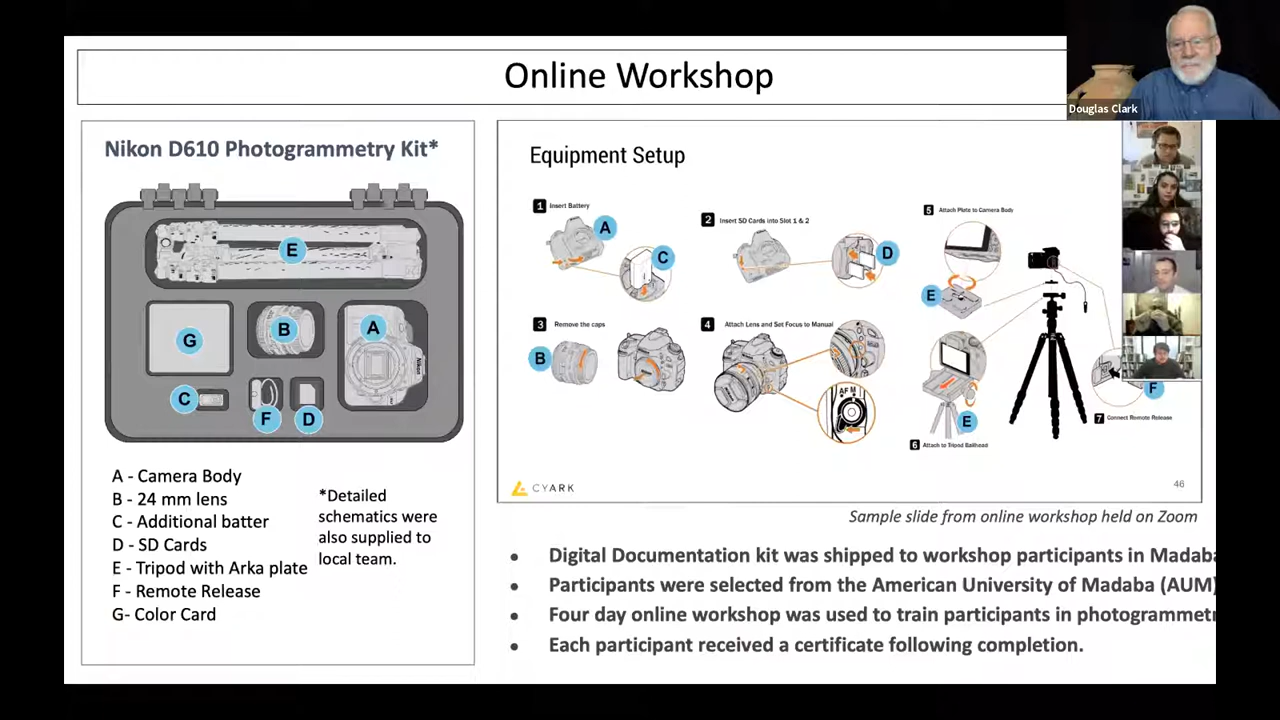 Online Workshop
Douglas Clark
Nikon D610 Photogrammetry Kit*
E
G
B
A
C
F
D
A - Camera Body
B - 24 mm lens
C - Additional batter
D - SD Cards
E - Tripod with Arka plate
F - Remote Release
G- Color Card
*Detailed
schematics were
also supplied to
local team.
Equipment Setup
1 Insert Battery
A
C
2 Insert SD Cards into Slot 1 & 2
D
3 Remove the caps
B
4 Attach Lens and Set Focus to Manual
AF M
5 Attach Plate to Camera Body
E
E
6 Attach to Tripod Ballhead
F
7 Connect Remote Release
CYARK
46
Sample slide from online workshop held on Zoom
• Digital Documentation kit was shipped to workshop participants in Madaba
• Participants were selected from the American University of Madaba (AUM)
• Four day online workshop was used to train participants in photogrammetr
• Each participant received a certificate following completion.